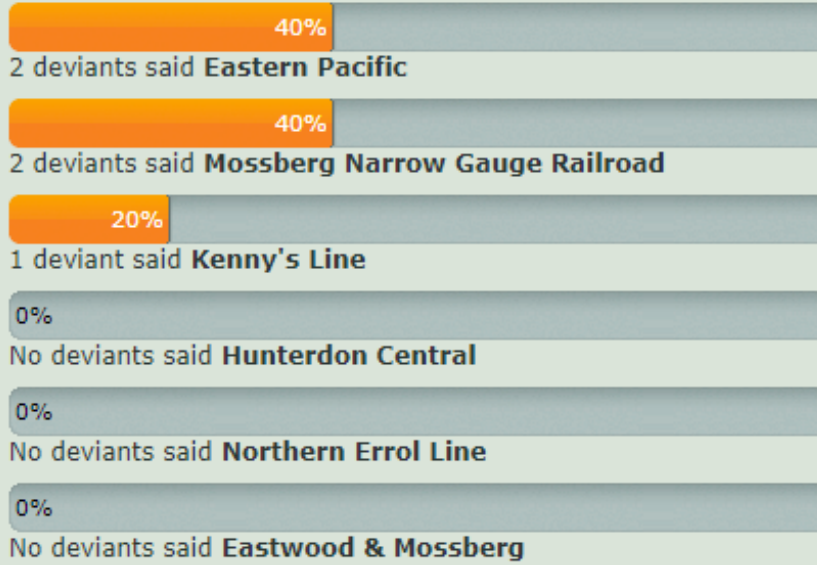 40%
2 deviants said Eastern Pacific
40%
2 deviants said Mossberg Narrow Gauge Railroad
20%
1 deviant said Kenny's Line
0%
No deviants said Hunterdon Central
0%
No deviants said Northern Errol Line
0%
No deviants said Eastwood & Mossberg